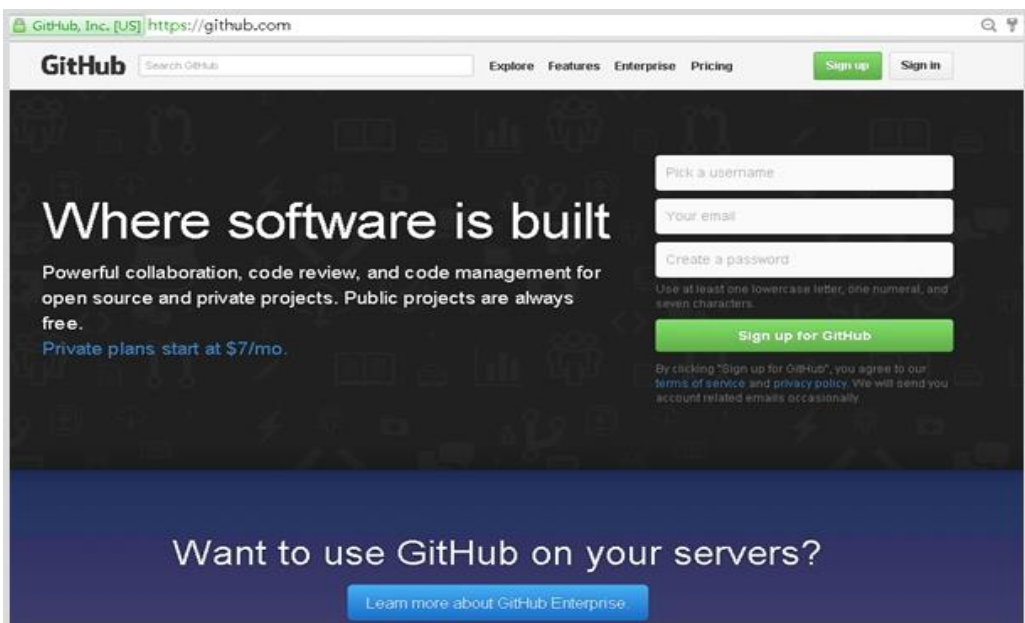 GitHub, Inc. [US] https://github.com
GitHub Search GitHub Explore Features Enterprise Pricing Sign up Sign in
Where software is built
Powerful collaboration, code review, and code management for
open source and private projects. Public projects are always
free.
Private plans start at $7/mo.
Pick a username
Your email
Create a password
Use at least one lowercase letter, one numeral, and
seven characters.
Sign up for GitHub
By clicking "Sign up for GitHub", you agree to our
terms of service and privacy policy. We will send you
account related emails occasionally.
Want to use GitHub on your servers?
Learn more about GitHub Enterprise.